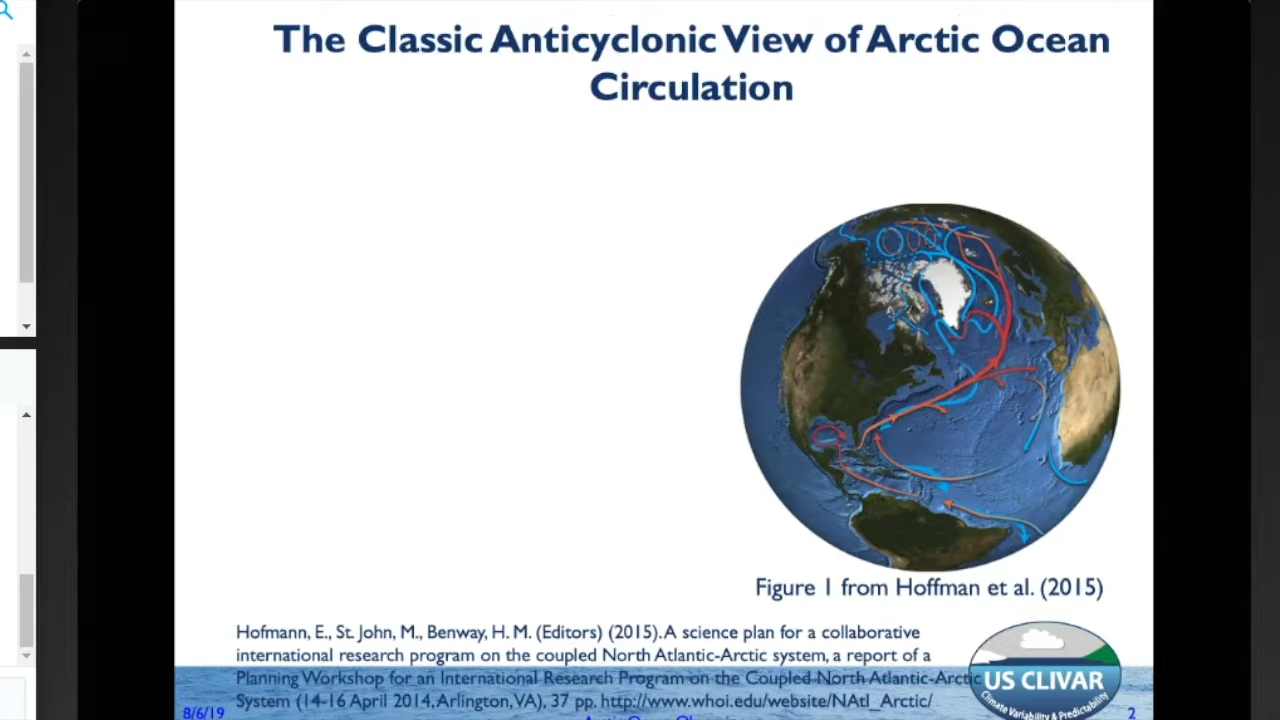 The Classic Anticyclonic View of Arctic Ocean
Circulation
Figure 1 from Hoffman et al. (2015)
Hofmann, E., St. John, M., Benway, H. M. (Editors) (2015). A science plan for a collaborative
international research program on the coupled North Atlantic-Arctic system, a report of a
Planning Workshop for an International Research Program on the Coupled North Atlantic-Arctic
System (14-16 April 2014, Arlington, VA), 37 pp. http://www.whoi.edu/website/NAtl_Arctic/
US CLIVAR
Climate Variability & Predictability
8/6/19
2